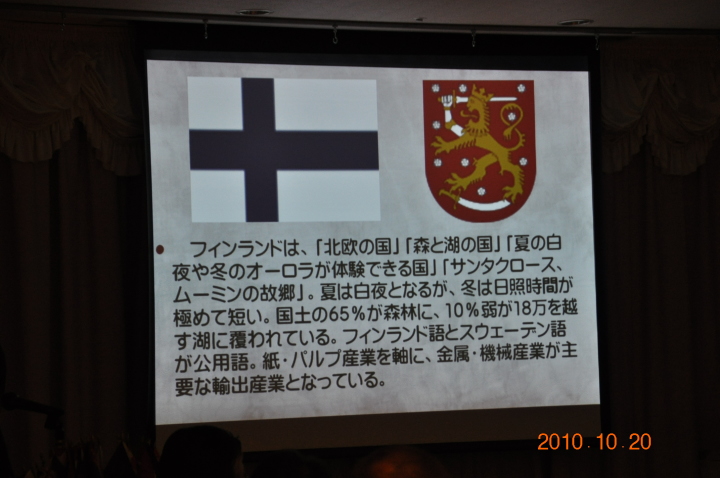 フィンランドは、「北欧の国」「森と湖の国」「夏の白
夜や冬のオーロラが体験できる国」「サンタクロース、
ムーミンの故郷」。夏は白夜となるが、冬は日照時間が
極めて短い。国土の65%が森林に、10%弱が18万を越
す湖に覆われている。フィンランド語とスウェーデン語
が公用語。紙・パルプ産業を軸に、金属・機械産業が主
要な輸出産業となっている。
2010.10.20